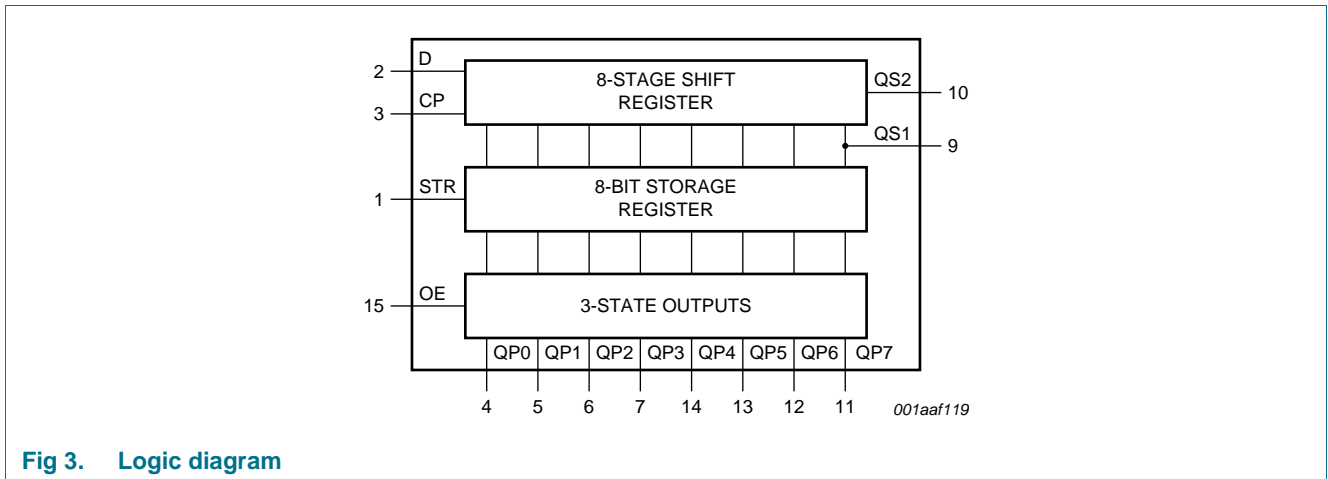 D
2
8-STAGE SHIFT
REGISTER
QS2
10
CP
3
QS1
9
STR
1
8-BIT STORAGE
REGISTER
OE
15
3-STATE OUTPUTS
QP0 QP1 QP2 QP3 QP4 QP5 QP6 QP7
4 5 6 7 14 13 12 11
001aaf119
Fig 3. Logic diagram